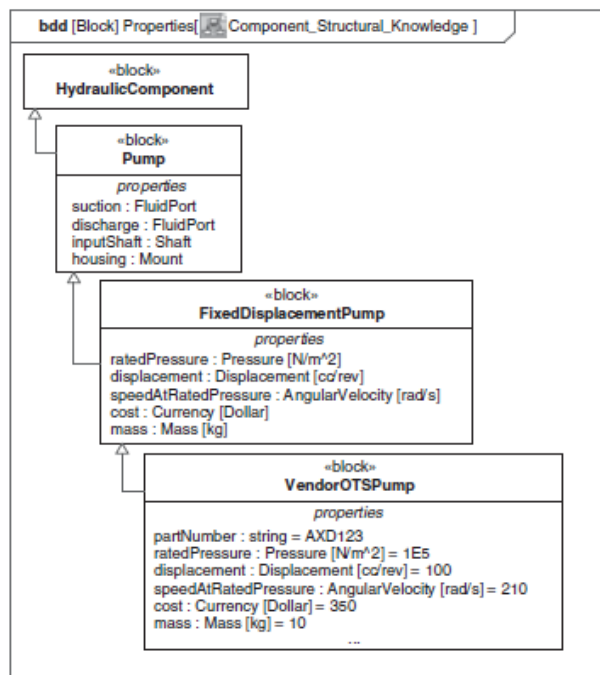 bdd [Block] Properties[ Component_Structural_Knowledge ]
«block»
HydraulicComponent
«block»
Pump
properties
suction : FluidPort
discharge : FluidPort
inputShaft : Shaft
housing : Mount
«block»
FixedDisplacementPump
properties
ratedPressure : Pressure [N/m^2]
displacement : Displacement [cc/rev]
speedAtRatedPressure : AngularVelocity [rad/s]
cost : Currency [Dollar]
mass : Mass [kg]
«block»
VendorOTSPump
properties
partNumber : string = AXD123
ratedPressure : Pressure [N/m^2] = 1E5
displacement : Displacement [cc/rev] = 100
speedAtRatedPressure : AngularVelocity [rad/s] = 210
cost : Currency [Dollar] = 350
mass : Mass [kg] = 10
...